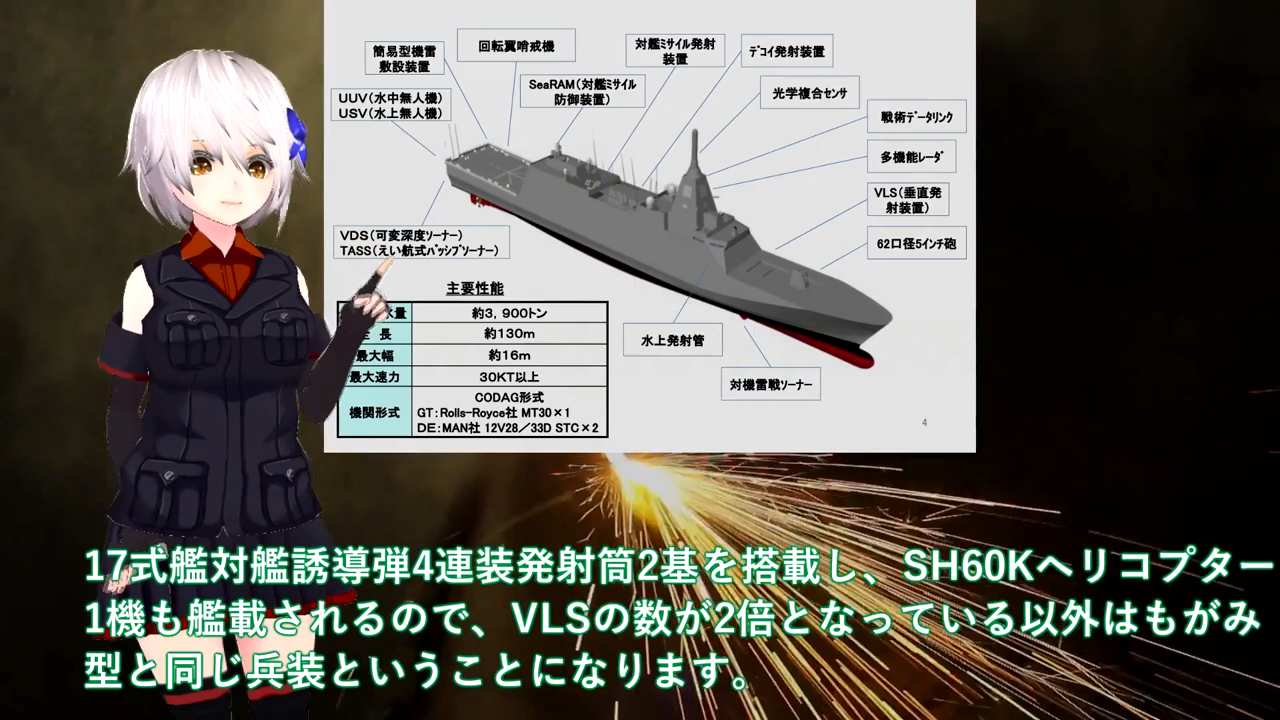 簡易型機雷
敷設装置
回転翼哨戒機
対艦ﾐｻｲﾙ発射
装置
ﾃﾞｺｲ発射装置
SeaRAM(対艦ﾐｻｲﾙ
防御装置)
光学複合ｾﾝｻ
UUV(水中無人機)
USV(水上無人機)
戦術ﾃﾞｰﾀﾘﾝｸ
多機能ﾚｰﾀﾞ
VLS(垂直発
射装置)
VDS(可変深度ｿｰﾅｰ)
TASS(えい航式ﾊﾟｯｼﾌﾞｿｰﾅｰ)
62口径5ｲﾝﾁ砲
主要性能
量 約3,900トン
長 約130m
最大幅 約16m
最大速力 30KT以上
機関形式 CODAG形式
GT:Rolls-Royce社 MT30×1
DE:MAN社 12V28/33D STC×2
水上発射管
対機雷戦ｿｰﾅｰ
4
17式艦対艦誘導弾4連装発射筒2基を搭載し、SH60Kヘリコプター
1機も艦載されるので、VLSの数が2倍となっている以外はもがみ
型と同じ兵装ということになります。